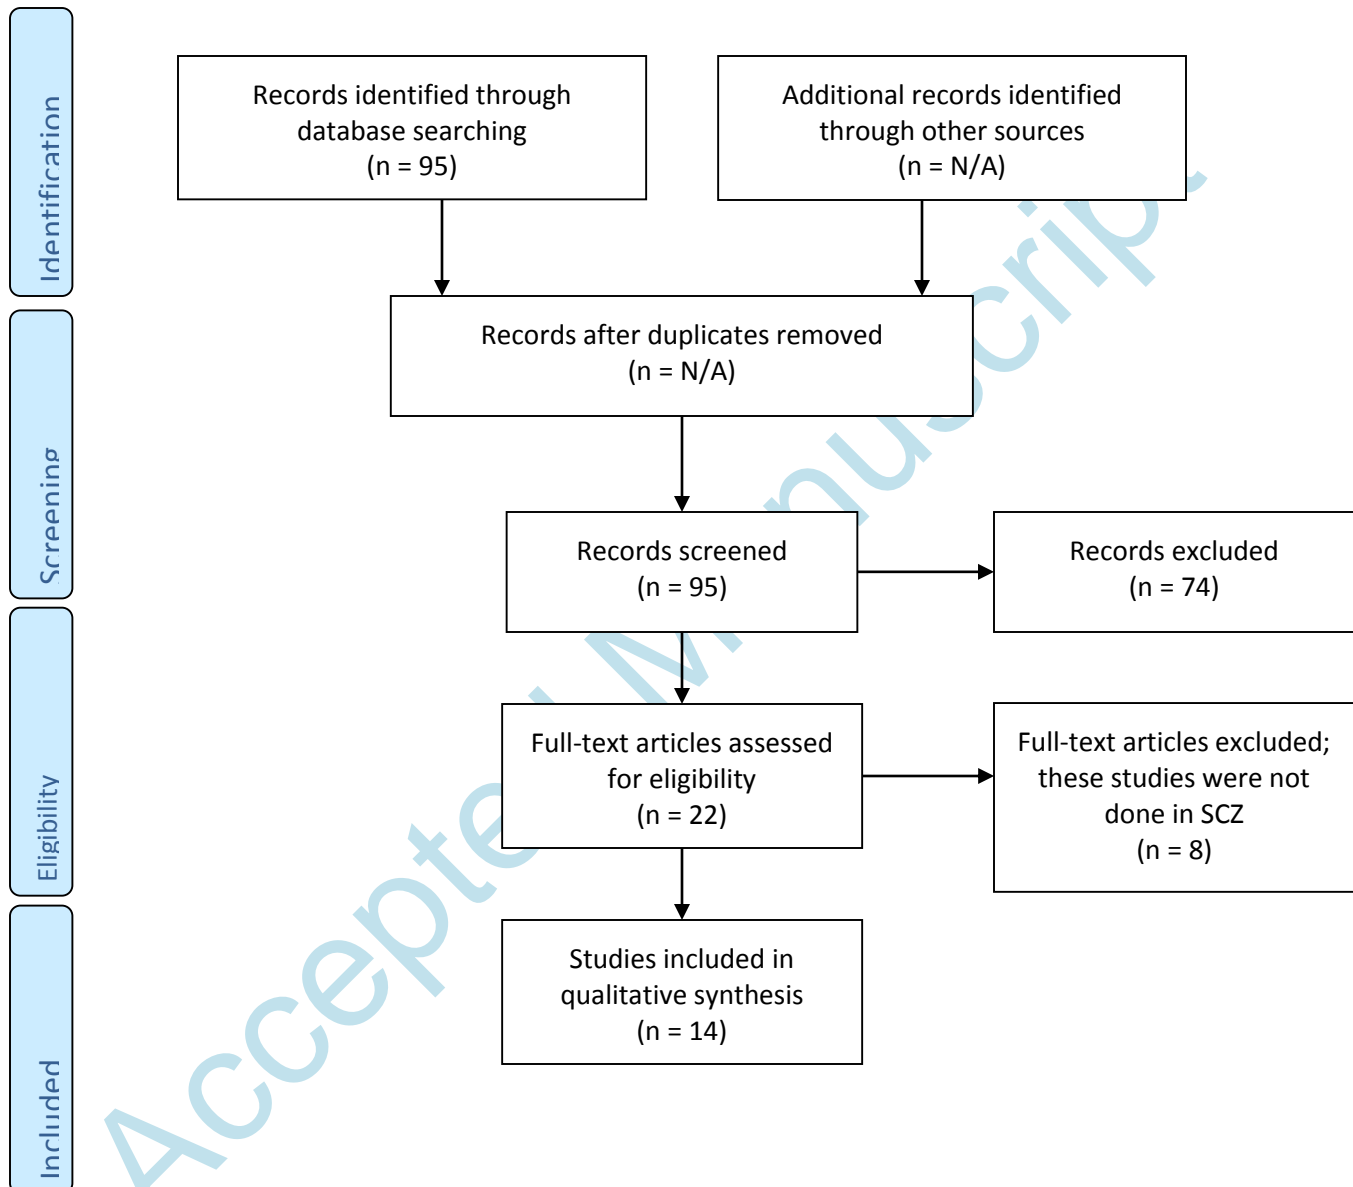 Identification
Records identified through
database searching
(n = 95)
Additional records identified
through other sources
(n = N/A)
Records after duplicates removed
(n = N/A)
Screening
Records screened
(n = 95)
Records excluded
(n = 74)
Eligibility
Full-text articles assessed
for eligibility
(n = 22)
Full-text articles excluded;
these studies were not
done in SCZ
(n = 8)
Included
Studies included in
qualitative synthesis
(n = 14)
Accepted Manuscript